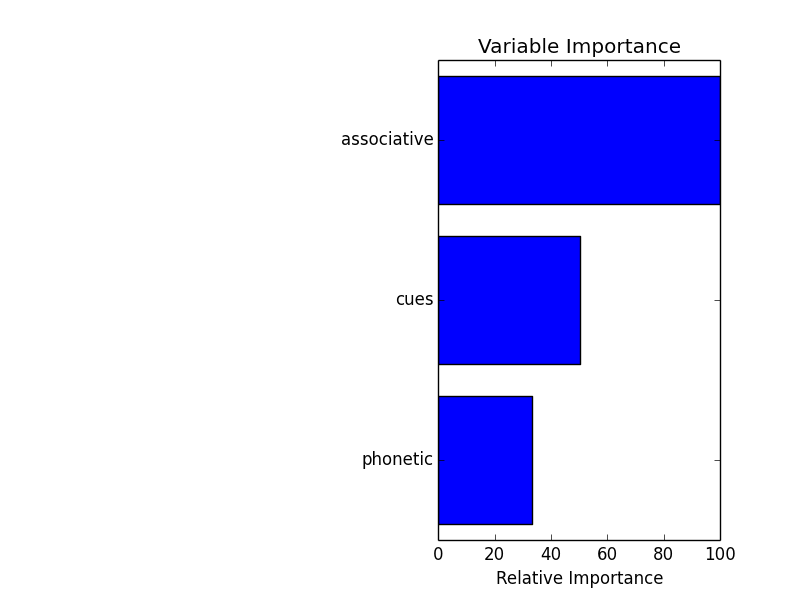 Variable Importance
associative
cues
phonetic
0 20 40 60 80 100
Relative Importance